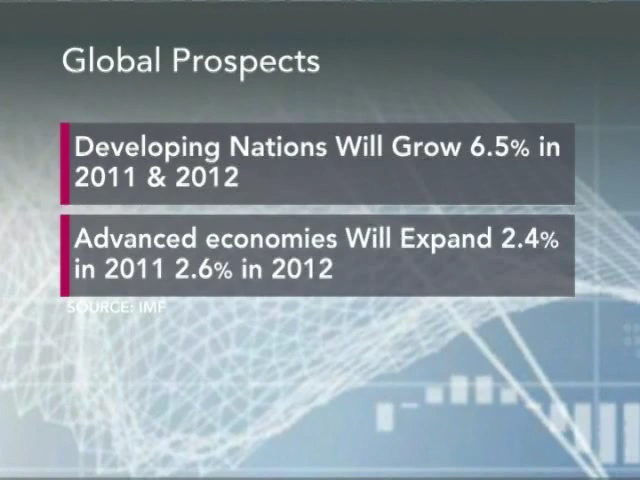 Global Prospects
Developing Nations Will Grow 6.5% in
2011 & 2012
Advanced economies Will Expand 2.4%
in 2011 2.6% in 2012
SOURCE: IMF